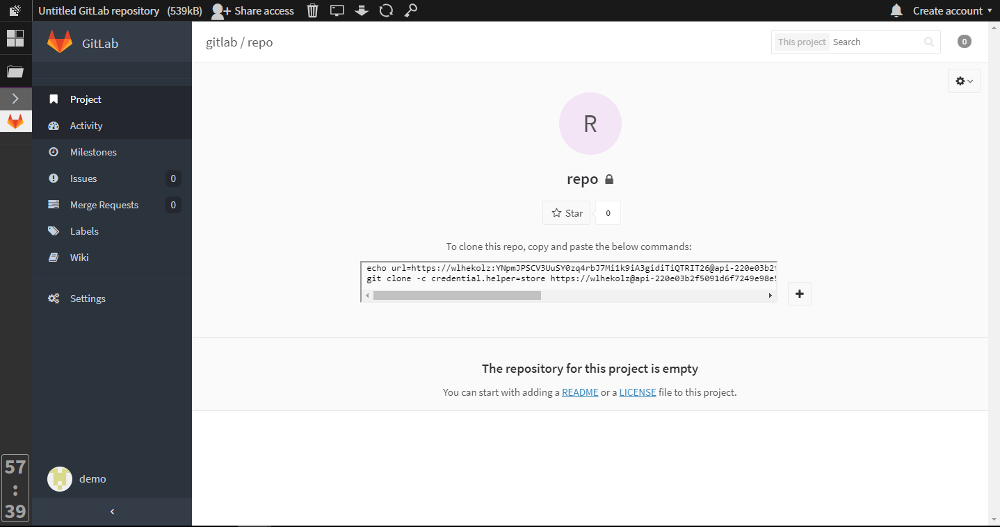 Untitled GitLab repository (539kB) Share access Create account
GitLab
gitlab / repo
This project Search
0
Project
Activity
Milestones
Issues 0
Merge Requests 0
Labels
Wiki
Settings
demo
57
:
39
R
repo
Star 0
To clone this repo, copy and paste the below commands:
echo url=https://wlhekolz:YNpmJPSCV3UuSY0zq4rbJ7Mi1k9iA3gidiTiQTRIT26@api-220e03b2f
git clone -c credential.helper=store https://wlhekolz@api-220e03b2f5091d6f7249e98e5
The repository for this project is empty
You can start with adding a README or a LICENSE file to this project.